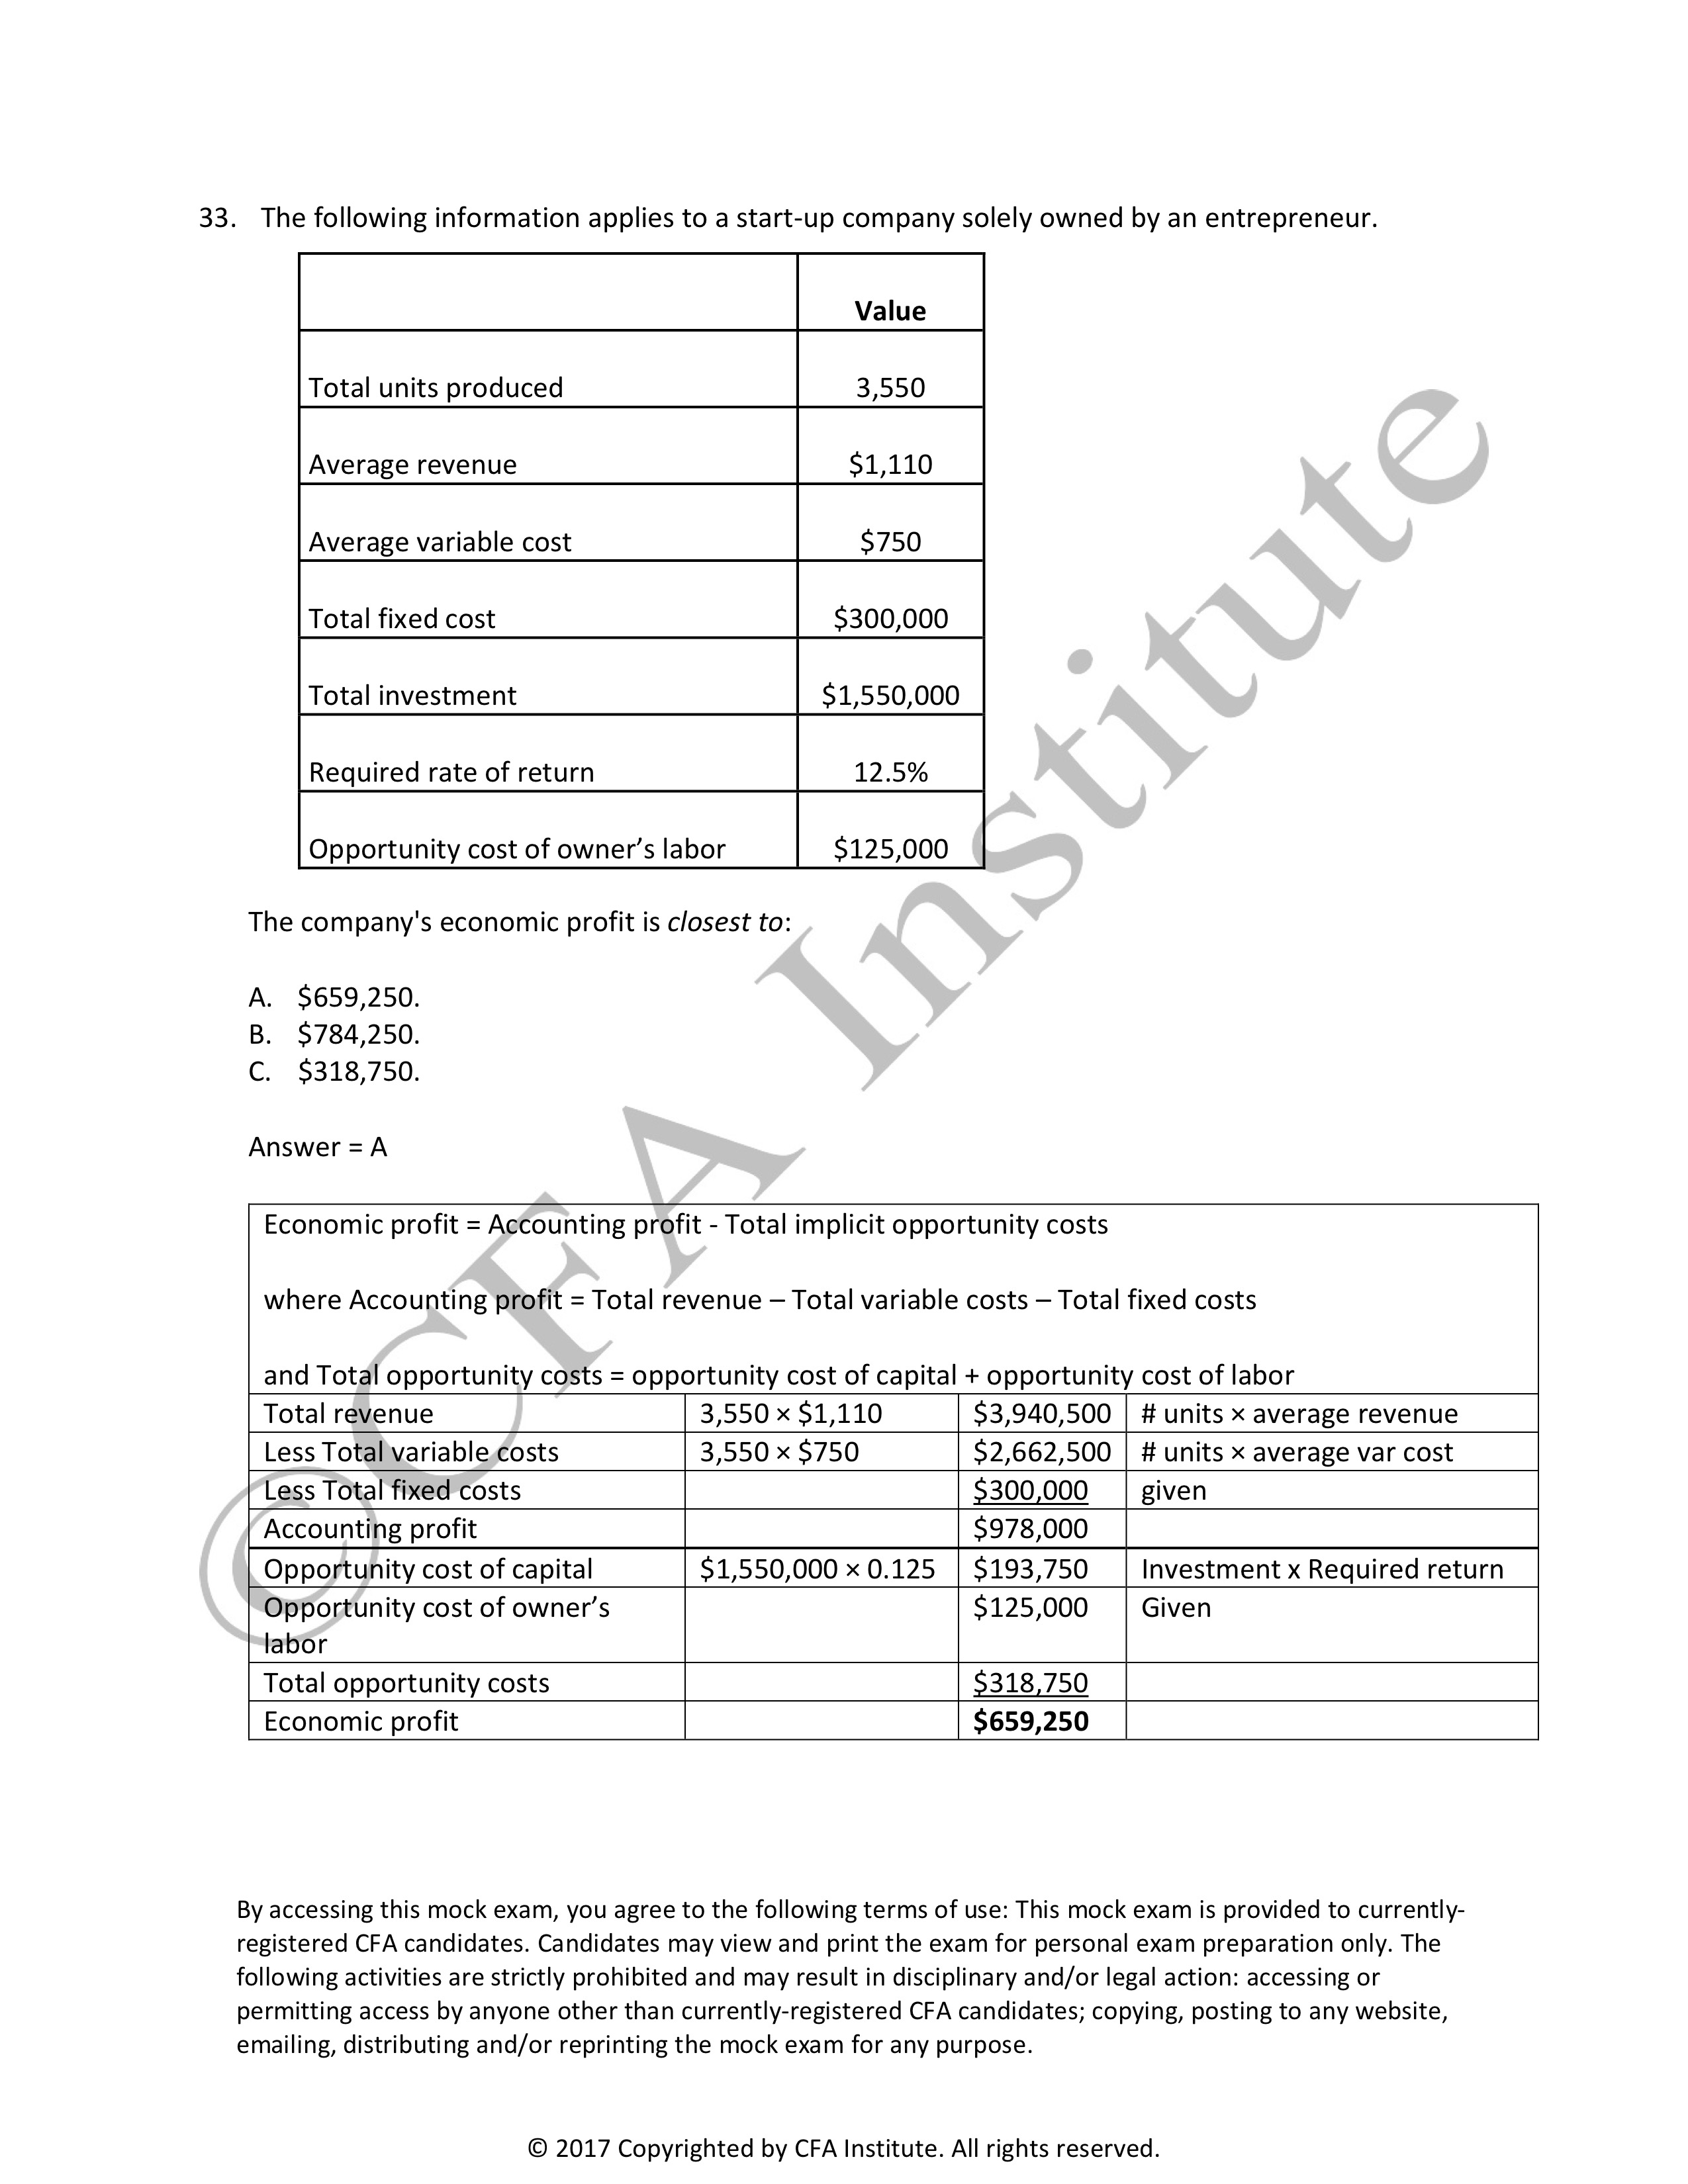 33. The following information applies to a start-up company solely owned by an entrepreneur.
Value
Total units produced 3,550
Average revenue $1,110
Average variable cost $750
Total fixed cost $300,000
Total investment $1,550,000
Required rate of return 12.5%
Opportunity cost of owner’s labor $125,000
The company's economic profit is closest to:
A. $659,250.
B. $784,250.
C. $318,750.
Answer = A
Economic profit = Accounting profit - Total implicit opportunity costs
where Accounting profit = Total revenue – Total variable costs – Total fixed costs
and Total opportunity costs = opportunity cost of capital + opportunity cost of labor
Total revenue 3,550 × $1,110 $3,940,500 # units × average revenue
Less Total variable costs 3,550 × $750 $2,662,500 # units × average var cost
Less Total fixed costs $300,000 given
Accounting profit $978,000
Opportunity cost of capital $1,550,000 × 0.125 $193,750 Investment x Required return
Opportunity cost of owner’s $125,000 Given
labor
Total opportunity costs $318,750
Economic profit $659,250
© CFA Institute
By accessing this mock exam, you agree to the following terms of use: This mock exam is provided to currently-
registered CFA candidates. Candidates may view and print the exam for personal exam preparation only. The
following activities are strictly prohibited and may result in disciplinary and/or legal action: accessing or
permitting access by anyone other than currently-registered CFA candidates; copying, posting to any website,
emailing, distributing and/or reprinting the mock exam for any purpose.
© 2017 Copyrighted by CFA Institute. All rights reserved.